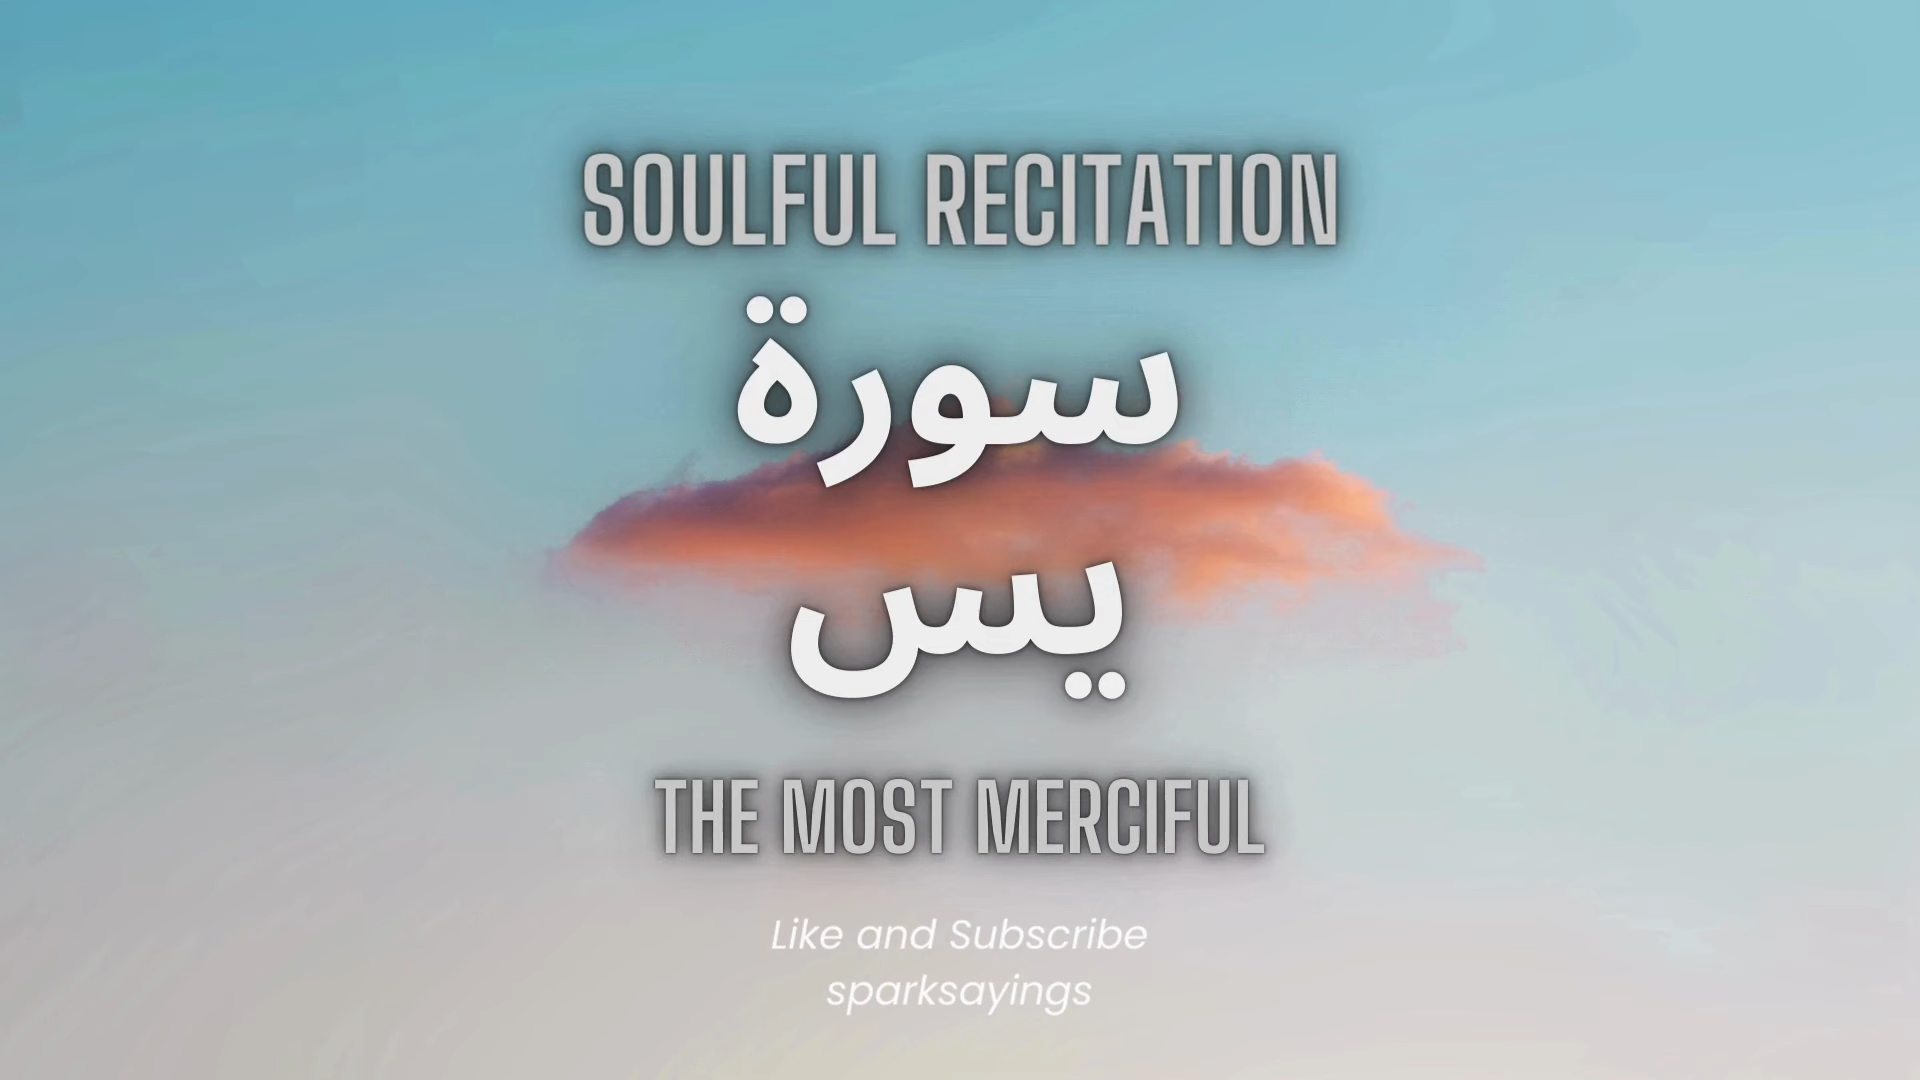 SOULFUL RECITATION
سورة
يس
THE MOST MERCIFUL
Like and Subscribe
sparksayings